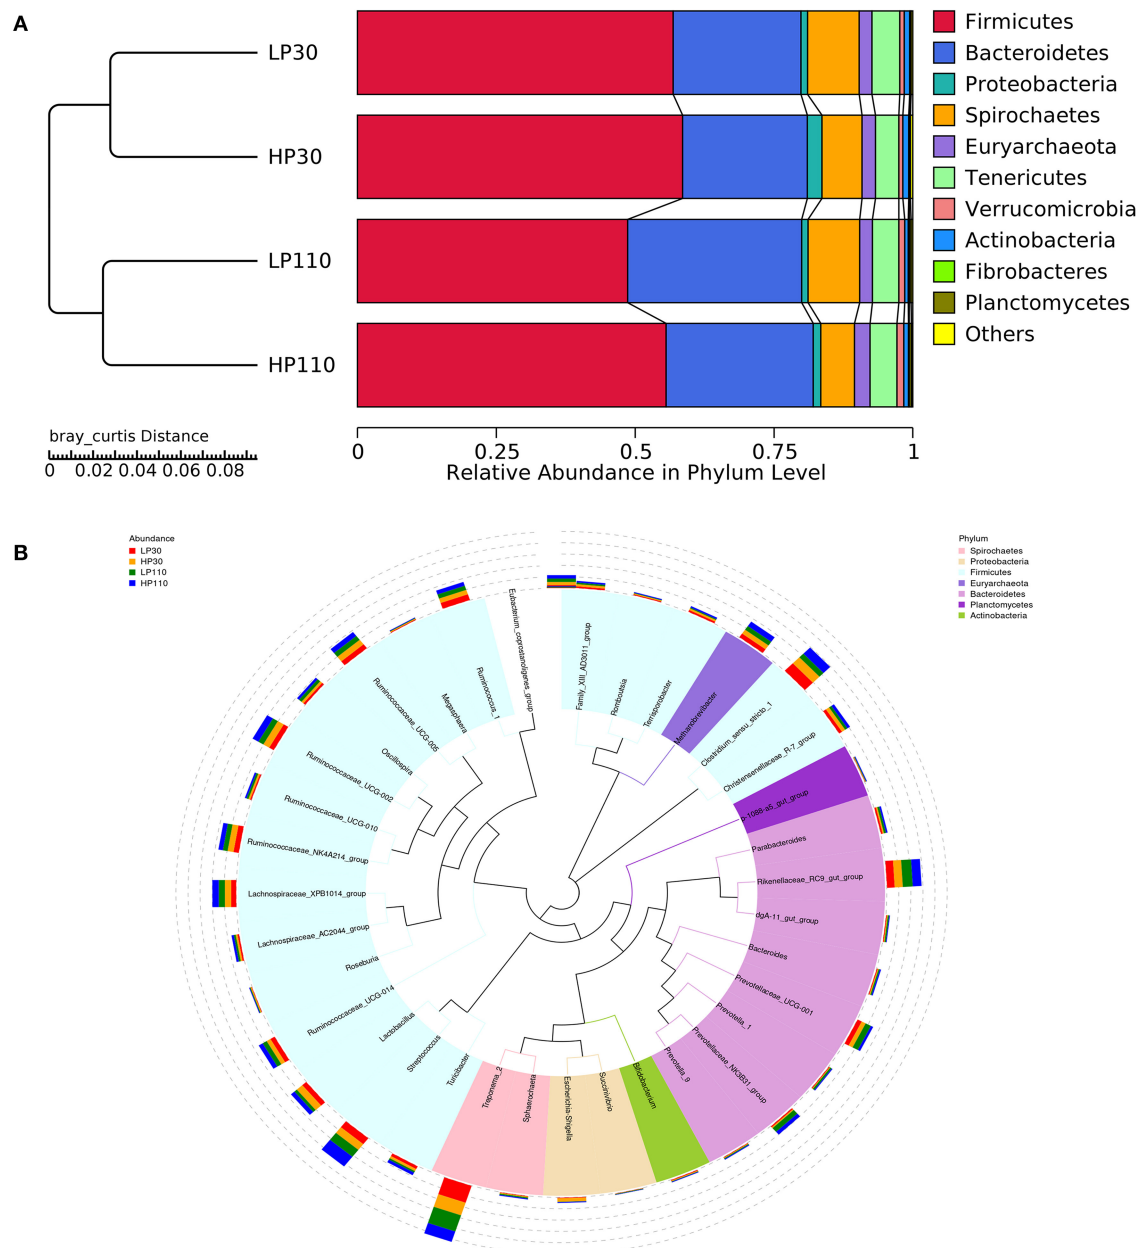 A
LP30
HP30
LP110
HP110
bray_curtis Distance
0 0.02 0.04 0.06 0.08
0 0.25 0.5 0.75 1
Relative Abundance in Phylum Level
Firmicutes
Bacteroidetes
Proteobacteria
Spirochaetes
Euryarchaeota
Tenericutes
Verrucomicrobia
Actinobacteria
Fibrobacteres
Planctomycetes
Others
B
Abundance
LP30
HP30
LP110
HP110
Phylum
Spirochaetes
Proteobacteria
Firmicutes
Euryarchaeota
Bacteroidetes
Planctomycetes
Actinobacteria
Family_XIII_AD3011_group
Romboutsia
Terrisporobacter
Methanobrevibacter
Clostridium_sensu_stricto_1
Christensenellaceae_R-7_group
p-1088-a5_gut_group
Parabacteroides
Rikenellaceae_RC9_gut_group
dgA-11_gut_group
Bacteroides
Prevotellaceae_UCG-001
Prevotella_1
Prevotellaceae_NK3B31_group
Prevotella_9
Bifidobacterium
Succinivibrio
Escherichia-Shigella
Sphaerochaeta
Treponema_2
Turicibacter
Streptococcus
Lactobacillus
Ruminococcaceae_UCG-014
Roseburia
Lachnospiraceae_AC2044_group
Lachnospiraceae_XPB1014_group
Ruminococcaceae_NK4A214_group
Ruminococcaceae_UCG-010
Ruminococcaceae_UCG-002
Oscillospira
Ruminococcaceae_UCG-005
Megasphaera
Ruminococcus_1
Eubacterium_coprostanoligenes_group